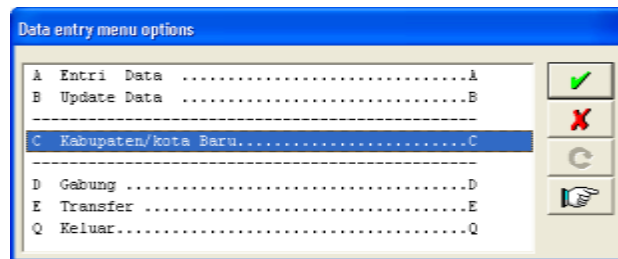 Data entry menu options
A Entri Data ...............................A
B Update Data ..............................B
------------------------------------------------
C Kabupaten/kota Baru.........................C
------------------------------------------------
D Gabung .....................................D
E Transfer ...................................E
Q Keluar......................................Q